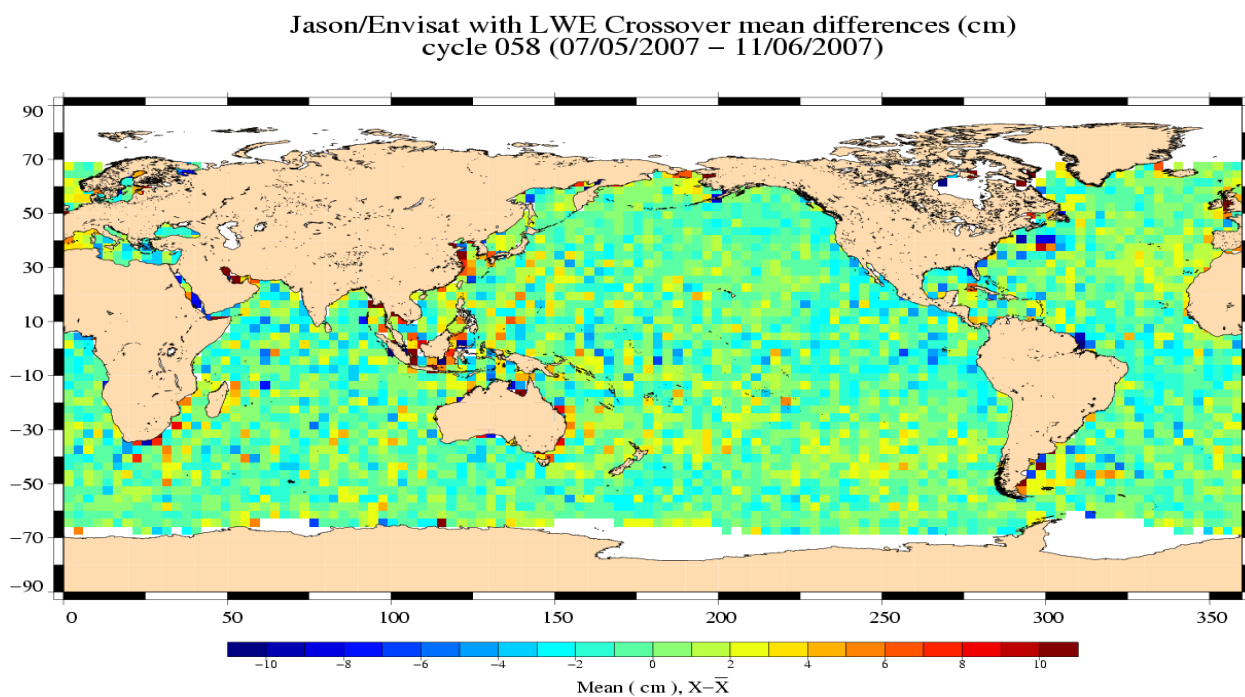 Jason/Envisat with LWE Crossover mean differences (cm)
cycle 058 (07/05/2007 − 11/06/2007)
90
70
50
30
10
−10
−30
−50
−70
−90
0 50 100 150 200 250 300 350
−10 −8 −6 −4 −2 0 2 4 6 8 10
Mean ( cm ), X−X̅